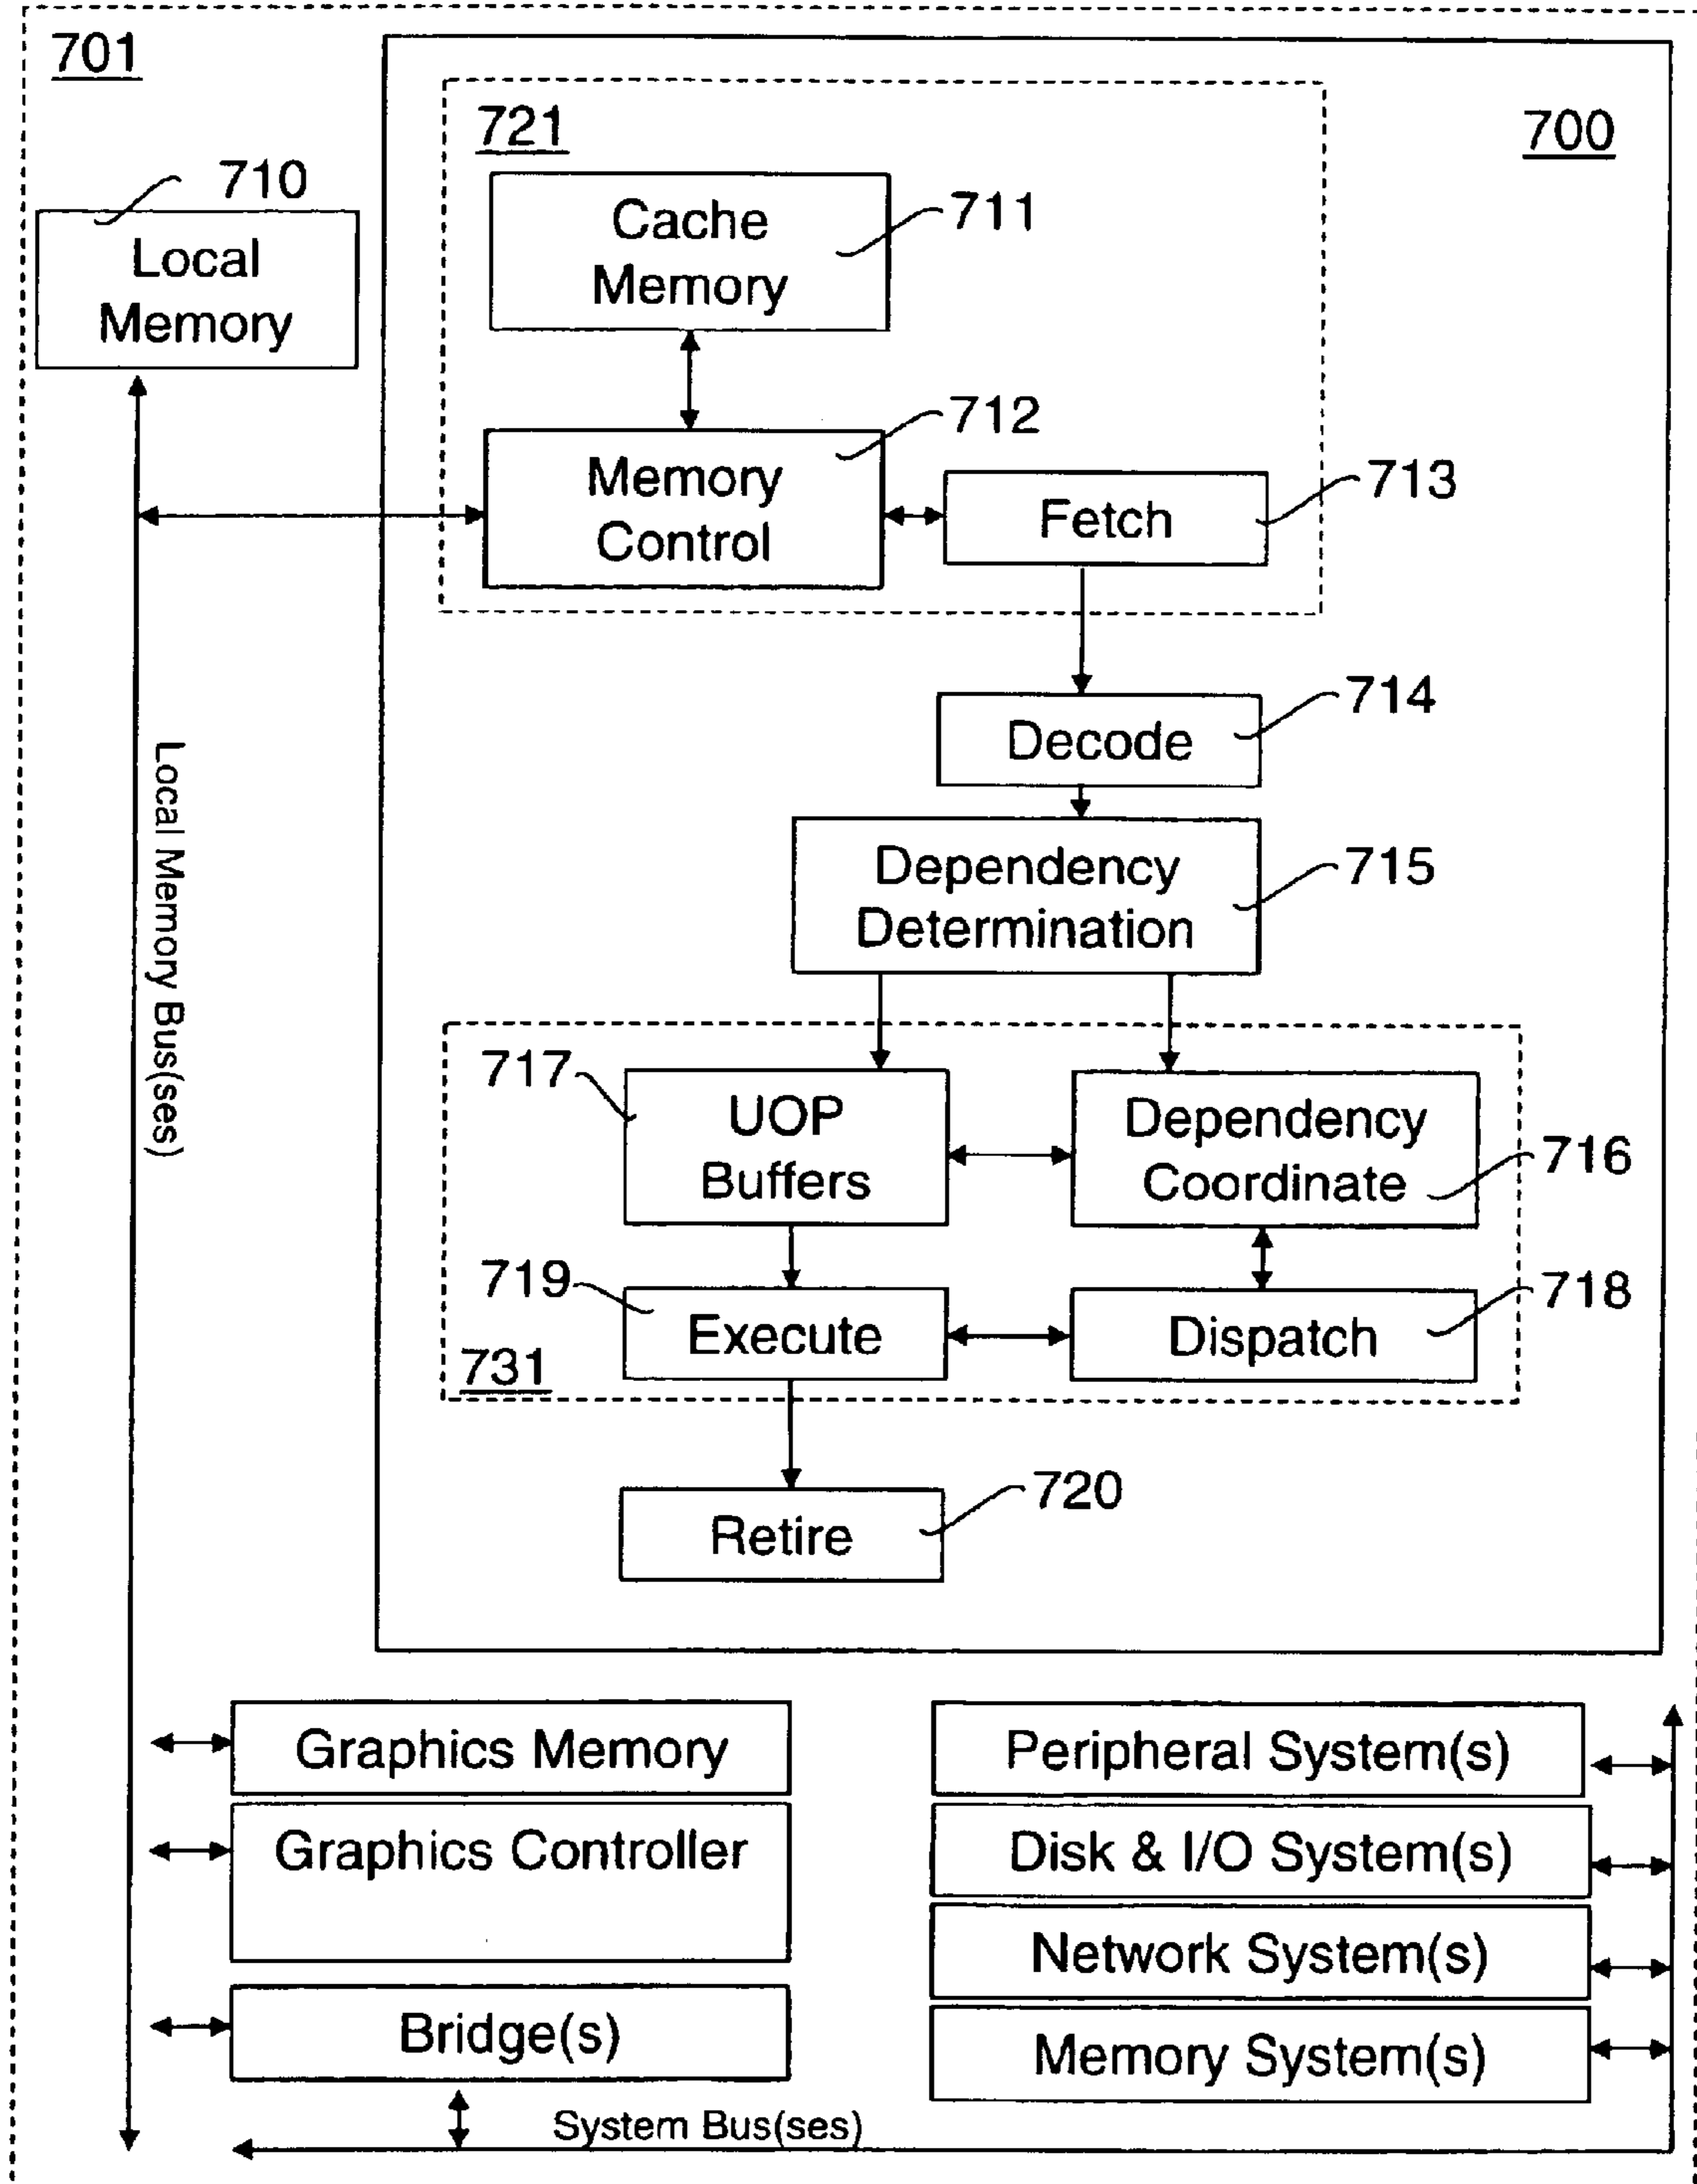 701
700
721
710
Local
Memory
Cache
Memory
711
712
Memory
Control
713
Fetch
714
Decode
Dependency
Determination
715
Local Memory Bus(ses)
717
UOP
Buffers
Dependency
Coordinate
716
719
Execute
718
Dispatch
731
720
Retire
Graphics Memory
Graphics Controller
Bridge(s)
Peripheral System(s)
Disk & I/O System(s)
Network System(s)
Memory System(s)
System Bus(ses)